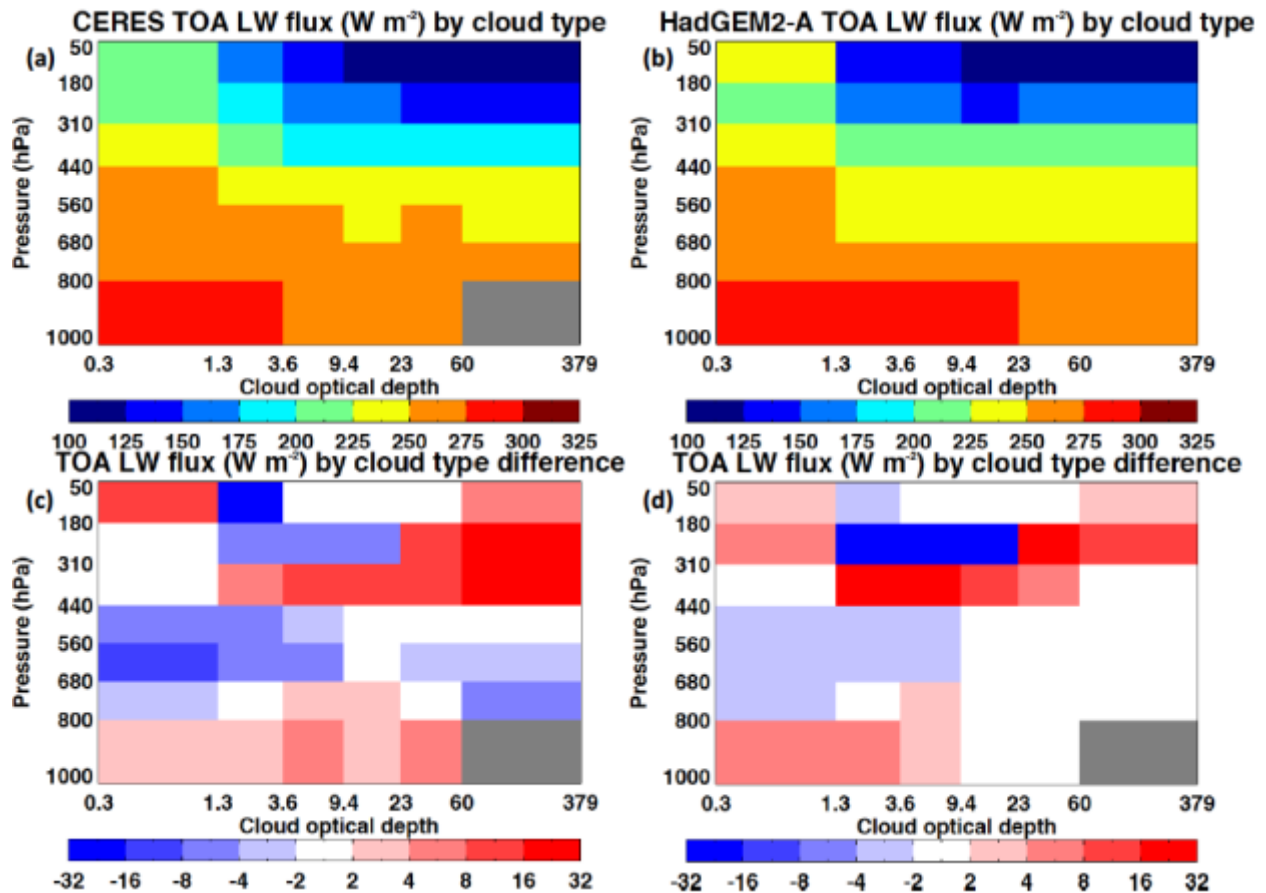 CERES TOA LW flux (W m⁻²) by cloud type
(a)
Pressure (hPa)
50
180
310
440
560
680
800
1000
0.3 1.3 3.6 9.4 23 60 379
Cloud optical depth
100 125 150 175 200 225 250 275 300 325
HadGEM2-A TOA LW flux (W m⁻²) by cloud type
(b)
Pressure (hPa)
50
180
310
440
560
680
800
1000
0.3 1.3 3.6 9.4 23 60 379
Cloud optical depth
100 125 150 175 200 225 250 275 300 325
TOA LW flux (W m⁻²) by cloud type difference
(c)
Pressure (hPa)
50
180
310
440
560
680
800
1000
0.3 1.3 3.6 9.4 23 60 379
Cloud optical depth
-32 -16 -8 -4 -2 2 4 8 16 32
TOA LW flux (W m⁻²) by cloud type difference
(d)
Pressure (hPa)
50
180
310
440
560
680
800
1000
0.3 1.3 3.6 9.4 23 60 379
Cloud optical depth
-32 -16 -8 -4 -2 2 4 8 16 32